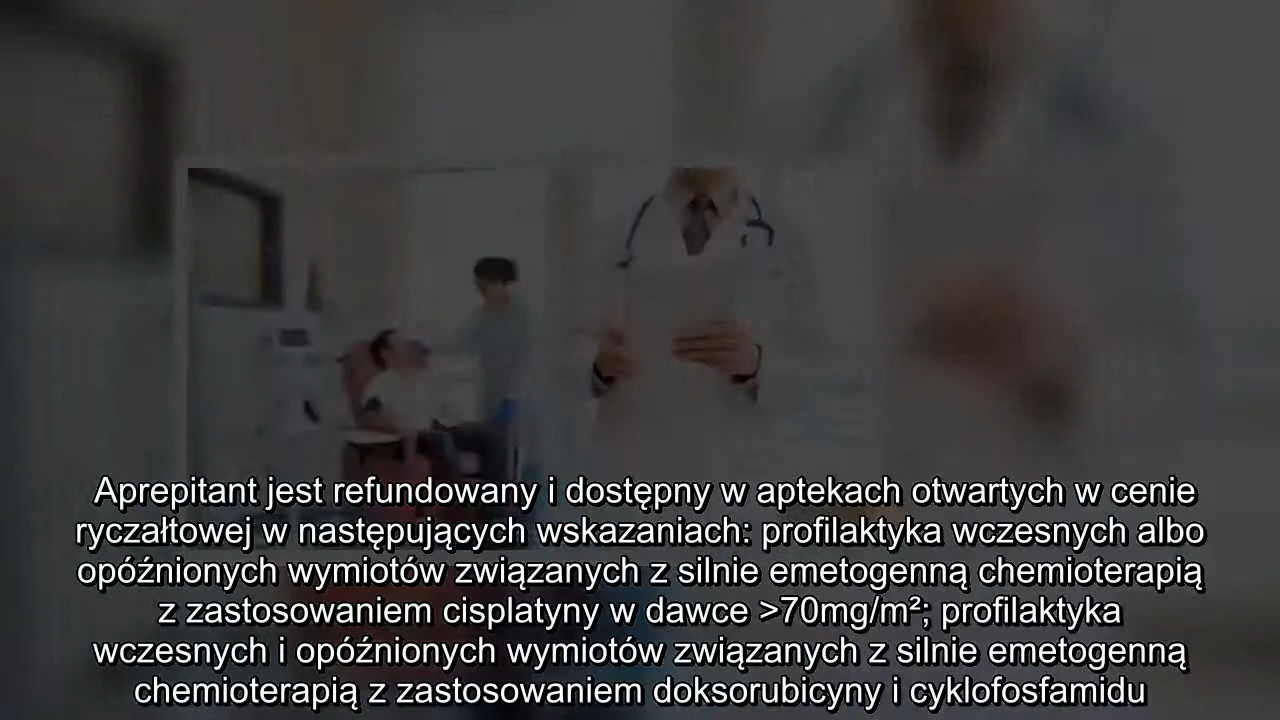 Aprepitant jest refundowany i dostępny w aptekach otwartych w cenie
ryczałtowej w następujących wskazaniach: profilaktyka wczesnych albo
opóźnionych wymiotów związanych z silnie emetogenną chemioterapią
z zastosowaniem cisplatyny w dawce >70mg/m²; profilaktyka
wczesnych i opóźnionych wymiotów związanych z silnie emetogenną
chemioterapią z zastosowaniem doksorubicyny i cyklofosfamidu